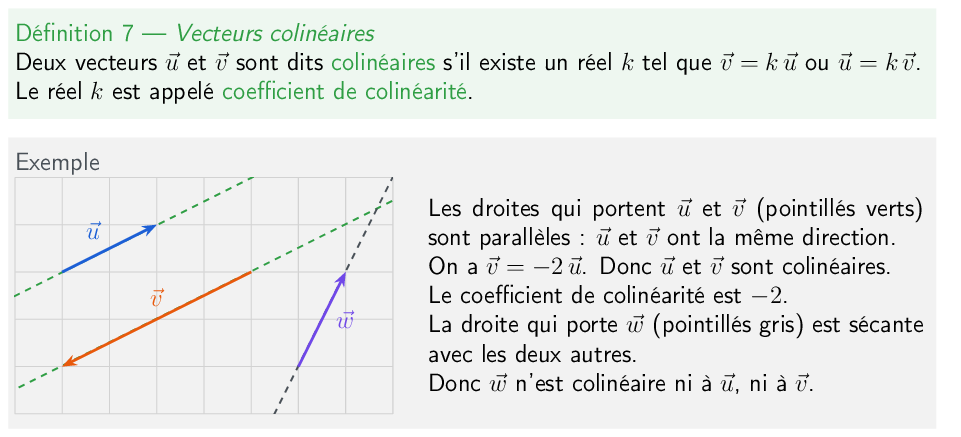 Définition 7 — Vecteurs colinéaires
Deux vecteurs u⃗ et v⃗ sont dits colinéaires s'il existe un réel k tel que v⃗ = k u⃗ ou u⃗ = k v⃗.
Le réel k est appelé coefficient de colinéarité.
Exemple
u⃗
v⃗
w⃗
Les droites qui portent u⃗ et v⃗ (pointillés verts)
sont parallèles : u⃗ et v⃗ ont la même direction.
On a v⃗ = −2 u⃗. Donc u⃗ et v⃗ sont colinéaires.
Le coefficient de colinéarité est −2.
La droite qui porte w⃗ (pointillés gris) est sécante
avec les deux autres.
Donc w⃗ n'est colinéaire ni à u⃗, ni à v⃗.